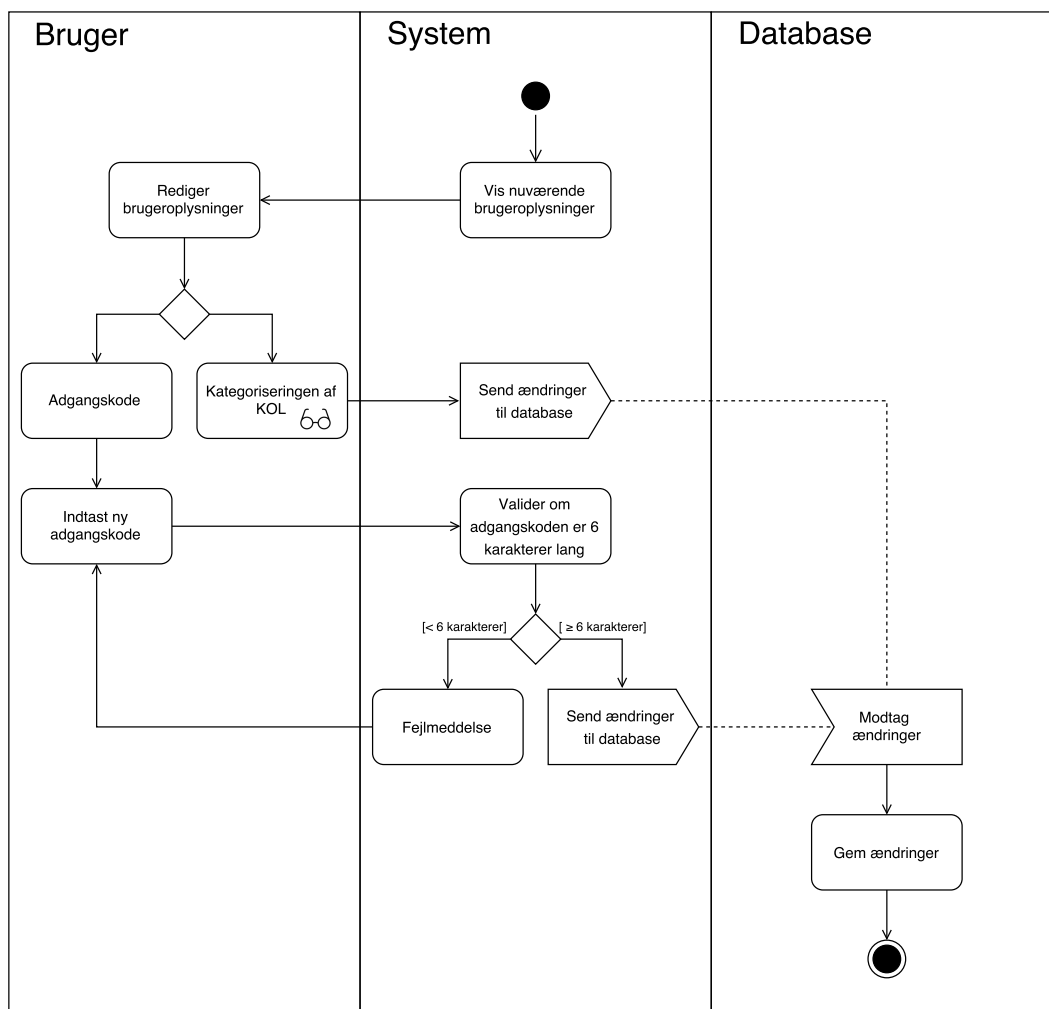 Bruger
System
Database
Vis nuværende
brugeroplysninger
Rediger
brugeroplysninger
Adgangskode
Kategoriseringen af
KOL
Send ændringer
til database
Indtast ny
adgangskode
Valider om
adgangskoden er 6
karakterer lang
[< 6 karakterer]
[ ≥ 6 karakterer]
Fejlmeddelse
Send ændringer
til database
Modtag
ændringer
Gem ændringer